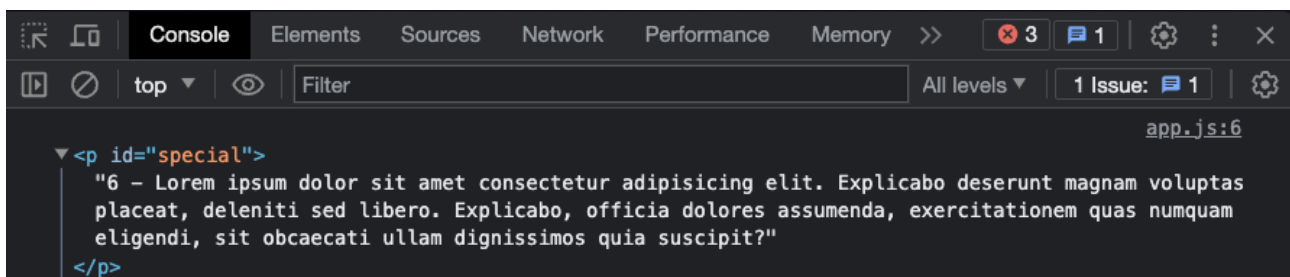 Console Elements Sources Network Performance Memory >> 3 1
top Filter All levels 1 Issue: 1
app.js:6
<p id="special">
"6 – Lorem ipsum dolor sit amet consectetur adipisicing elit. Explicabo deserunt magnam voluptas
placeat, deleniti sed libero. Explicabo, officia dolores assumenda, exercitationem quas numquam
eligendi, sit obcaecati ullam dignissimos quia suscipit?"
</p>